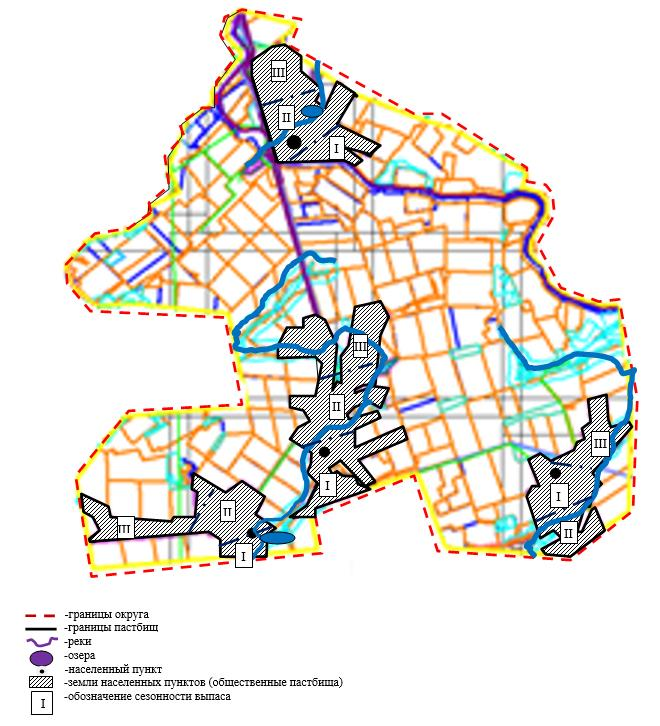 III
II
I
III
II
I
III
I
II
III
II
I
-границы округа
-границы пастбищ
-реки
-озера
-населенный пункт
-земли населенных пунктов (общественные пастбища)
I
-обозначение сезонности выпаса